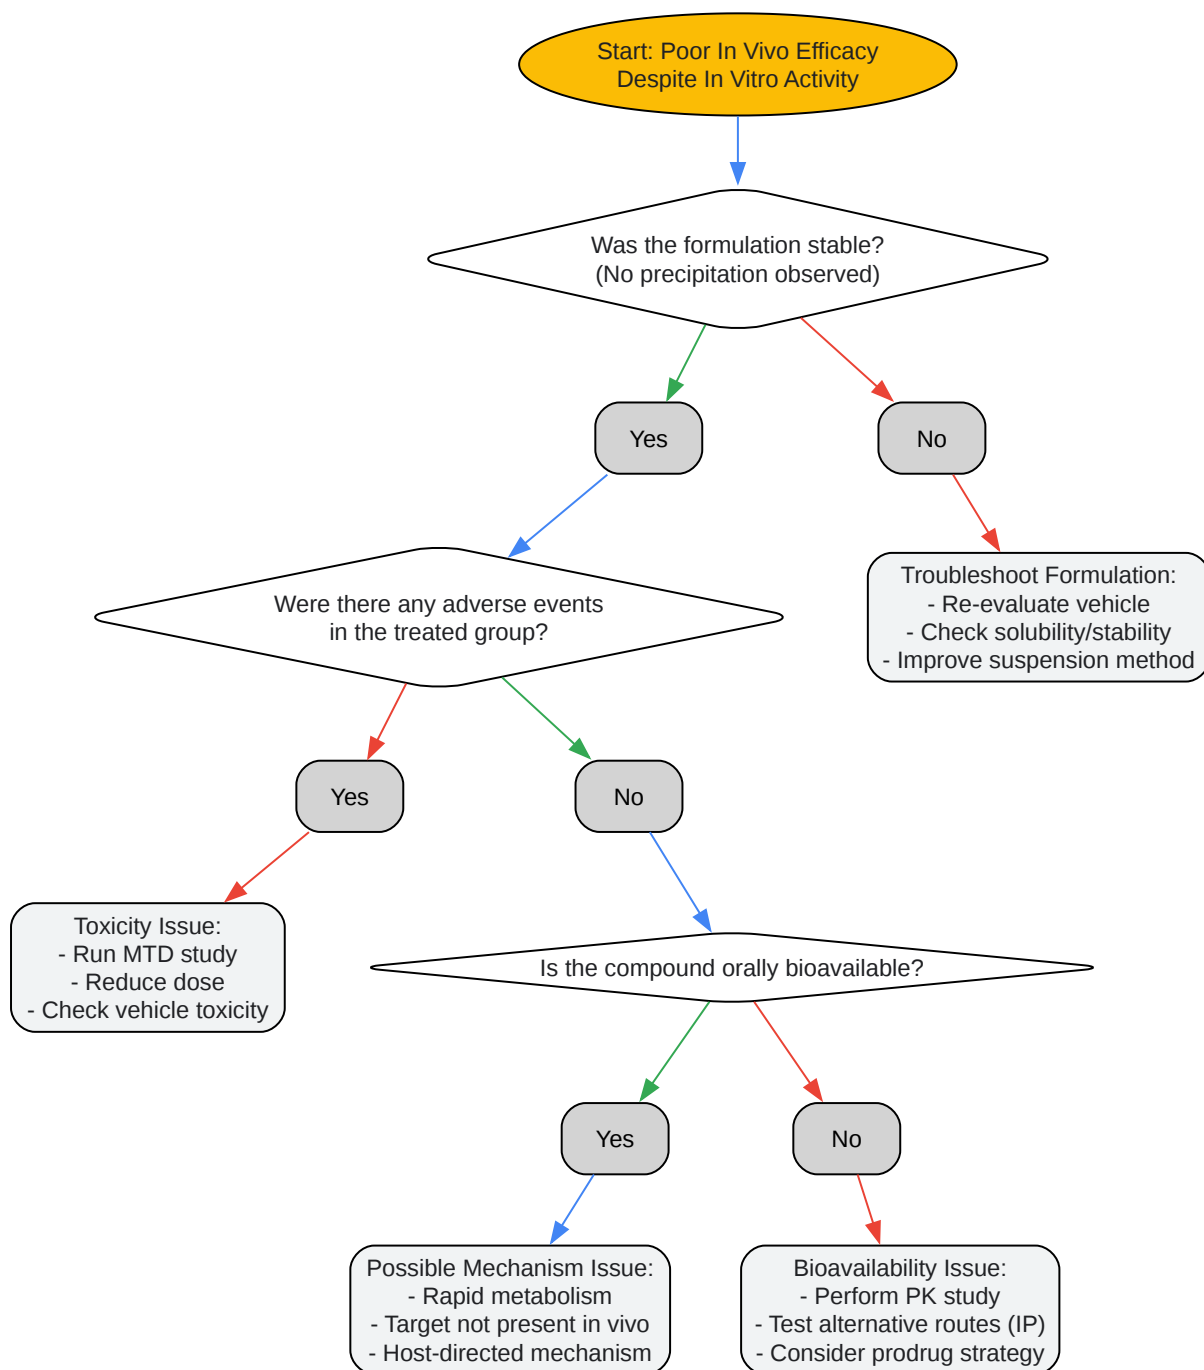 Start: Poor In Vivo Efficacy
Despite In Vitro Activity
Was the formulation stable?
(No precipitation observed)
Yes
No
Troubleshoot Formulation:
- Re-evaluate vehicle
- Check solubility/stability
- Improve suspension method
Were there any adverse events
in the treated group?
Yes
No
Toxicity Issue:
- Run MTD study
- Reduce dose
- Check vehicle toxicity
Is the compound orally bioavailable?
Yes
No
Possible Mechanism Issue:
- Rapid metabolism
- Target not present in vivo
- Host-directed mechanism
Bioavailability Issue:
- Perform PK study
- Test alternative routes (IP)
- Consider prodrug strategy